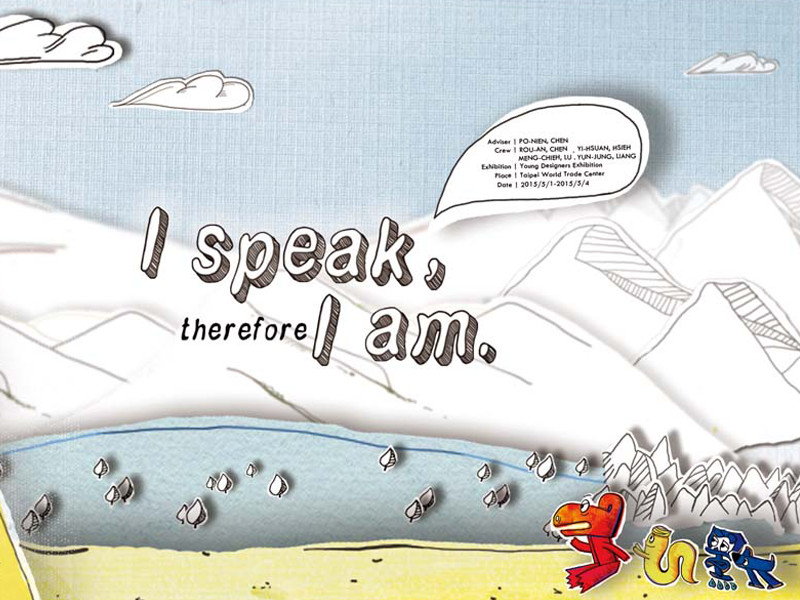 Adviser | PO-NIEN, CHEN
Crew | ROU-AN, CHEN 、YI-HSUAN, HSIEH
MENG-CHIEH, LU . YUN-JUNG, LIANG
Exhibition | Young Designers Exhibition
Place | Taipei World Trade Center
Date | 2015/5/1-2015/5/4
I speak,
therefore I am.